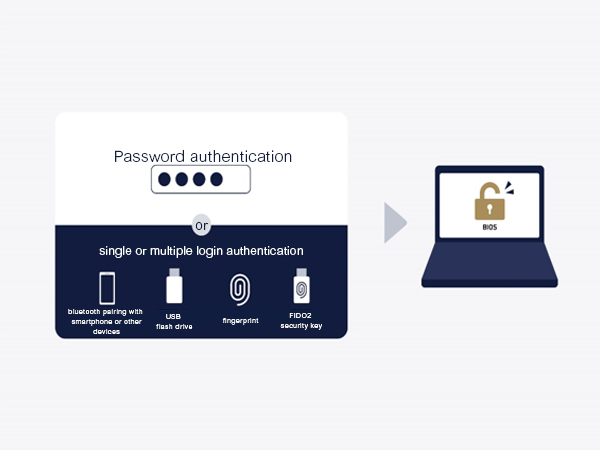 Password authentication
or
single or multiple login authentication
bluetooth pairing with
smartphone or other
devices
USB
flash drive
fingerprint
FIDO2
security key
BIOS